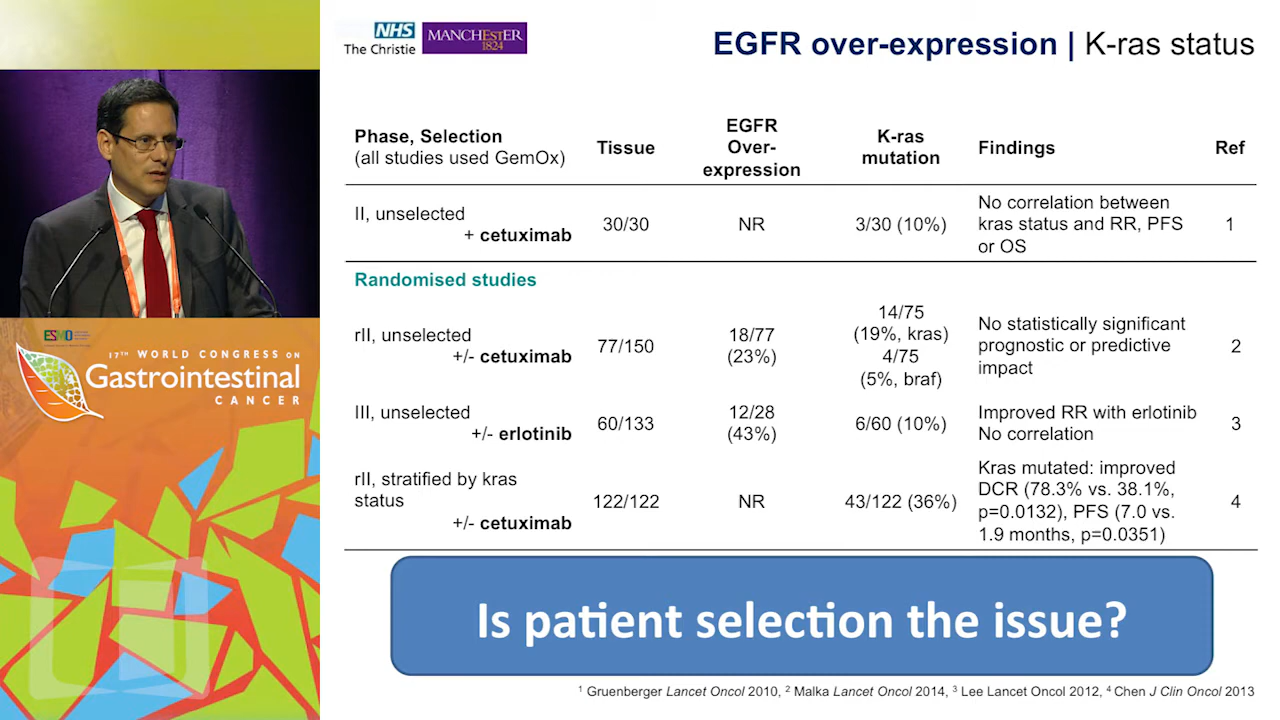 NHS
The Christie
MANCHESTER
1824
EGFR over-expression | K-ras status
Phase, Selection
(all studies used GemOx)
Tissue
EGFR
Over-
expression
K-ras
mutation
Findings
Ref
II, unselected
+ cetuximab
30/30
NR
3/30 (10%)
No correlation between
kras status and RR, PFS
or OS
1
Randomised studies
rII, unselected
+/- cetuximab
77/150
18/77
(23%)
14/75
(19%, kras)
4/75
(5%, braf)
No statistically significant
prognostic or predictive
impact
2
III, unselected
+/- erlotinib
60/133
12/28
(43%)
6/60 (10%)
Improved RR with erlotinib
No correlation
3
rII, stratified by kras
status
+/- cetuximab
122/122
NR
43/122 (36%)
Kras mutated: improved
DCR (78.3% vs. 38.1%,
p=0.0132), PFS (7.0 vs.
1.9 months, p=0.0351)
4
Is patient selection the issue?
1 Gruenberger Lancet Oncol 2010, 2 Malka Lancet Oncol 2014, 3 Lee Lancet Oncol 2012, 4 Chen J Clin Oncol 2013
ESMO
17TH WORLD CONGRESS ON
Gastrointestinal
CANCER